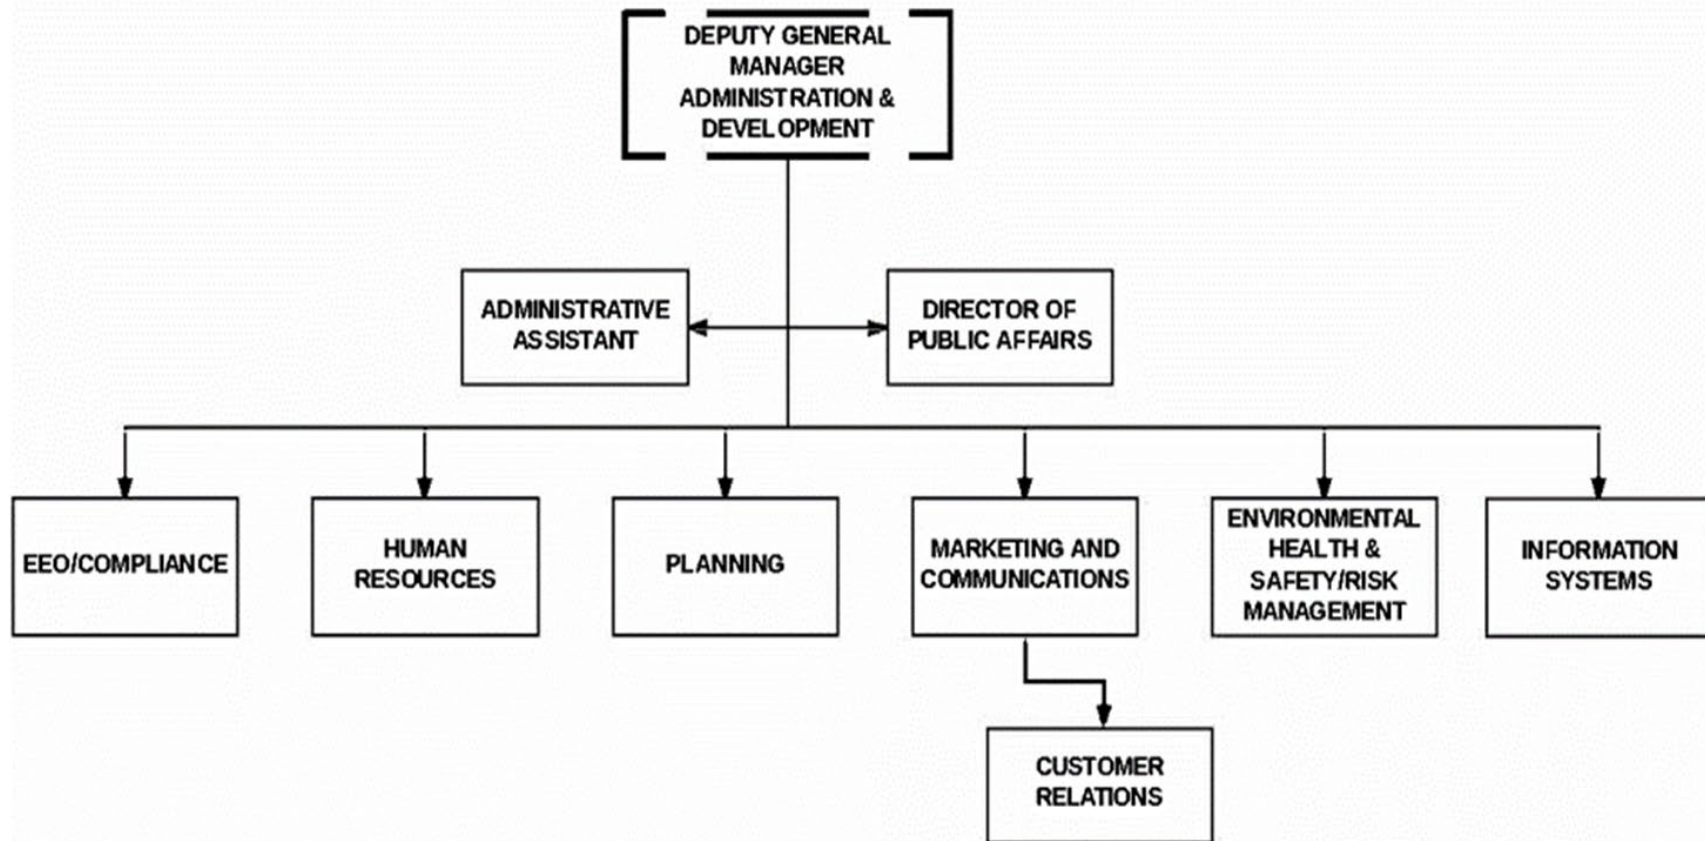 DEPUTY GENERAL
MANAGER
ADMINISTRATION &
DEVELOPMENT
ADMINISTRATIVE
ASSISTANT
DIRECTOR OF
PUBLIC AFFAIRS
EEO/COMPLIANCE
HUMAN
RESOURCES
PLANNING
MARKETING AND
COMMUNICATIONS
ENVIRONMENTAL
HEALTH &
SAFETY/RISK
MANAGEMENT
INFORMATION
SYSTEMS
CUSTOMER
RELATIONS